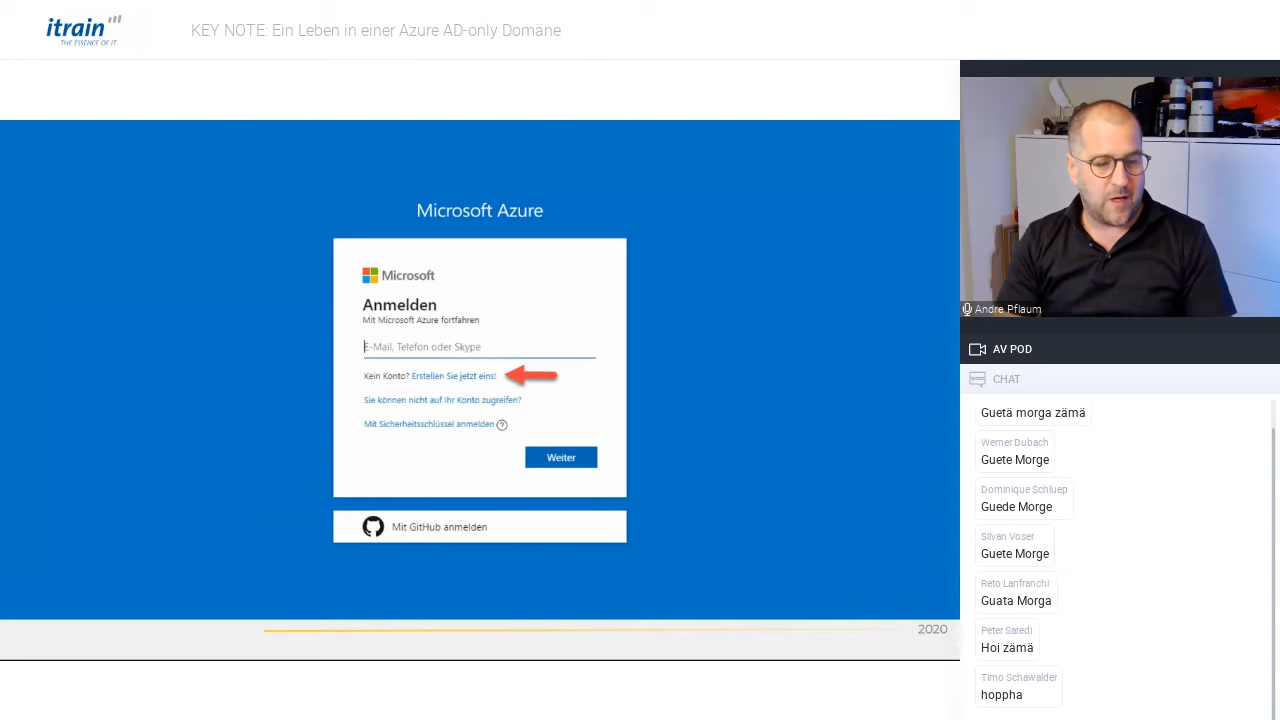 itrain
THE ESSENCE OF IT
KEY NOTE: Ein Leben in einer Azure AD-only Domäne
Microsoft Azure
Microsoft
Anmelden
Mit Microsoft Azure fortfahren
E-Mail, Telefon oder Skype
Kein Konto? Erstellen Sie jetzt eins!
Sie können nicht auf Ihr Konto zugreifen?
Mit Sicherheitsschlüssel anmelden ?
Weiter
Mit GitHub anmelden
2020
Andre Pflaum
AV POD
CHAT
Guetä morga zämä
Werner Dubach
Guete Morge
Dominique Schluep
Guede Morge
Silvan Voser
Guete Morge
Reto Lanfranchi
Guata Morga
Peter Saredi
Hoi zämä
Timo Schawalder
hoppha